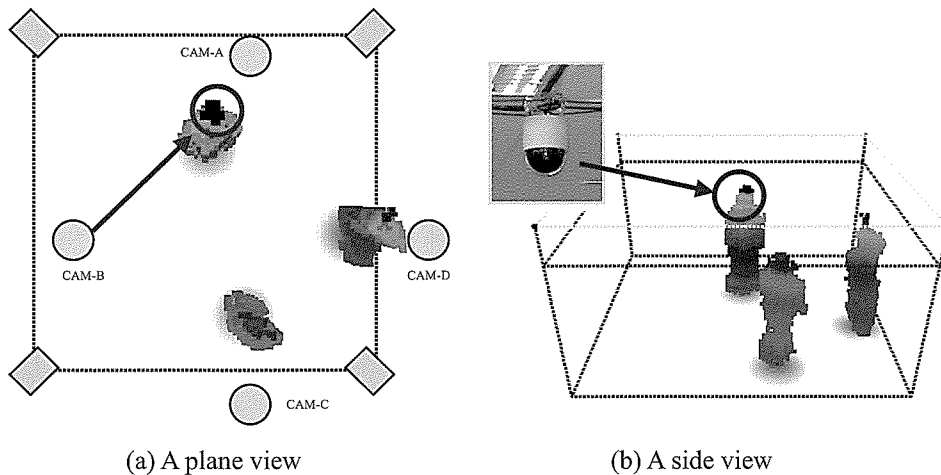 CAM-A
CAM-B
CAM-D
CAM-C
(a) A plane view
(b) A side view